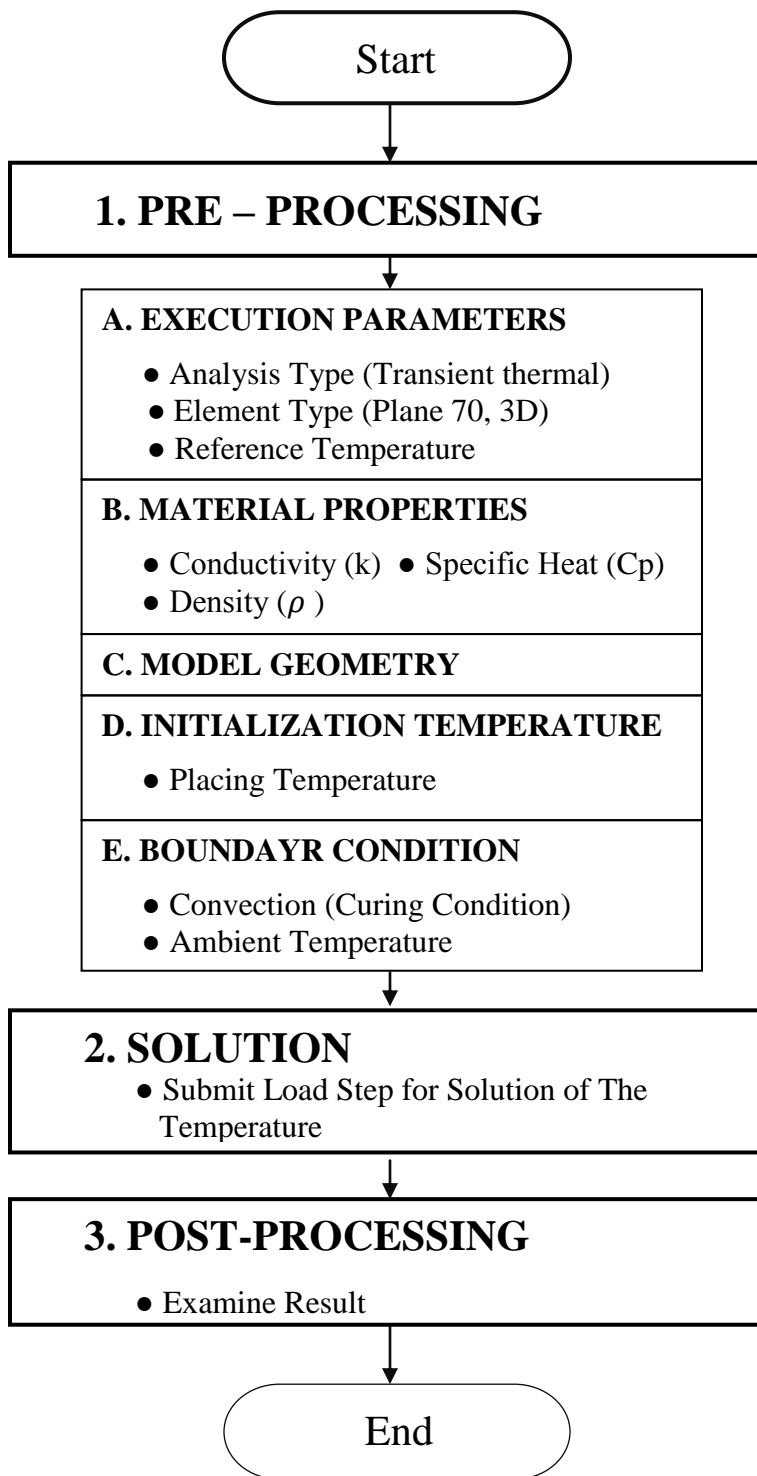 Start
1. PRE – PROCESSING
A. EXECUTION PARAMETERS
● Analysis Type (Transient thermal)
● Element Type (Plane 70, 3D)
● Reference Temperature
B. MATERIAL PROPERTIES
● Conductivity (k) ● Specific Heat (Cp)
● Density (ρ )
C. MODEL GEOMETRY
D. INITIALIZATION TEMPERATURE
● Placing Temperature
E. BOUNDAYR CONDITION
● Convection (Curing Condition)
● Ambient Temperature
2. SOLUTION
● Submit Load Step for Solution of The
Temperature
3. POST-PROCESSING
● Examine Result
End